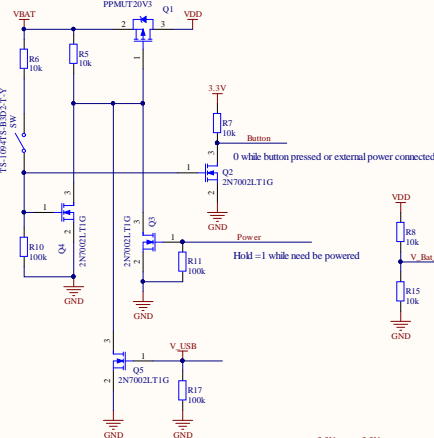 PPMUT20V3
VBAT
2
Q1
3
VDD
1
R6
10k
R5
10k
TS-1094TS-B3D2-T-Y
SW
3.3V
R7
10k
Button
3
1
Q2
2N7002LT1G
2
GND
0 while button pressed or external power connected
3
1
2
Q4
2N7002LT1G
R10
100k
GND
Q3
2N7002LT1G
3
1
2
Power
R11
100k
Hold =1 while need be powered
GND
VDD
R8
10k
V_Bat
R15
10k
GND
3
1
Q5
2N7002LT1G
2
V_USB
R17
100k
GND
GND